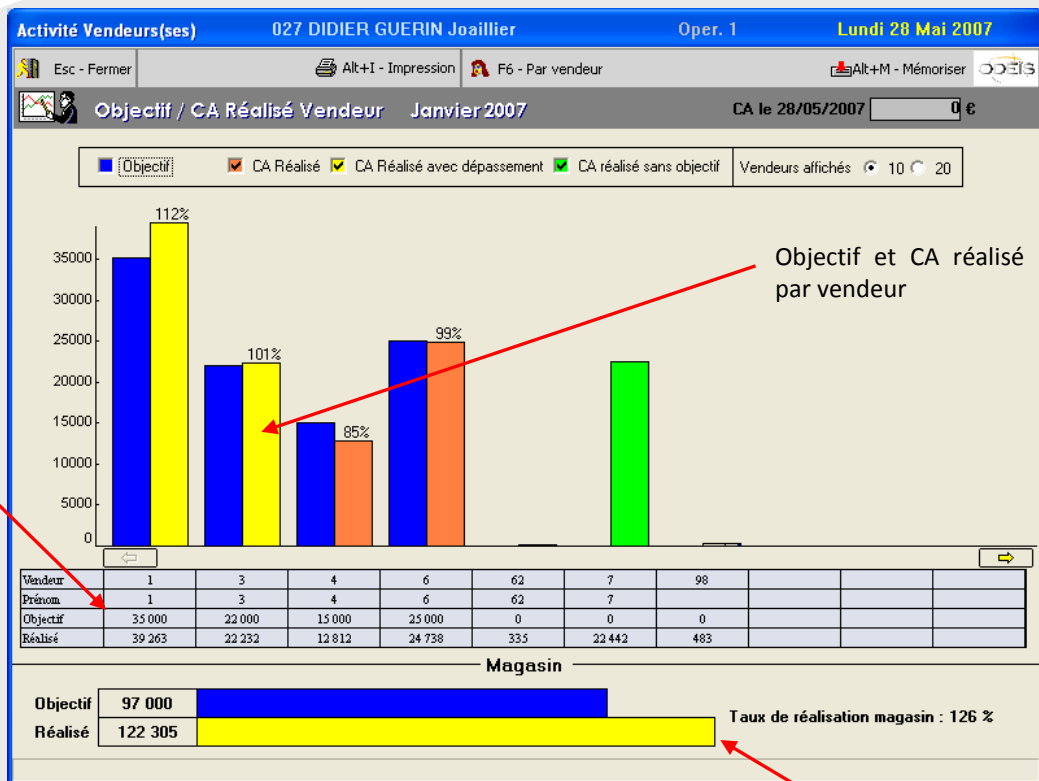 Activité Vendeurs(ses) 027 DIDIER GUERIN Joaillier Oper. 1 Lundi 28 Mai 2007
Esc - Fermer Alt+I - Impression F6 - Par vendeur Alt+M - Mémoriser
Objectif / CA Réalisé Vendeur Janvier 2007 CA le 28/05/2007 0 €
Objectif CA Réalisé CA Réalisé avec dépassement CA réalisé sans objectif Vendeurs affichés 10 20
112%
35000
Objectif et CA réalisé
par vendeur
30000
25000
99%
101%
20000
15000
85%
10000
5000
0
Vendeur 1 3 4 6 62 7 98
Prénom 1 3 4 6 62 7
Objectif 35 000 22 000 15 000 25 000 0 0 0
Réalisé 39 263 22 232 12 812 24 738 335 22 442 483
Magasin
Objectif 97 000
Taux de réalisation magasin : 126 %
Réalisé 122 305